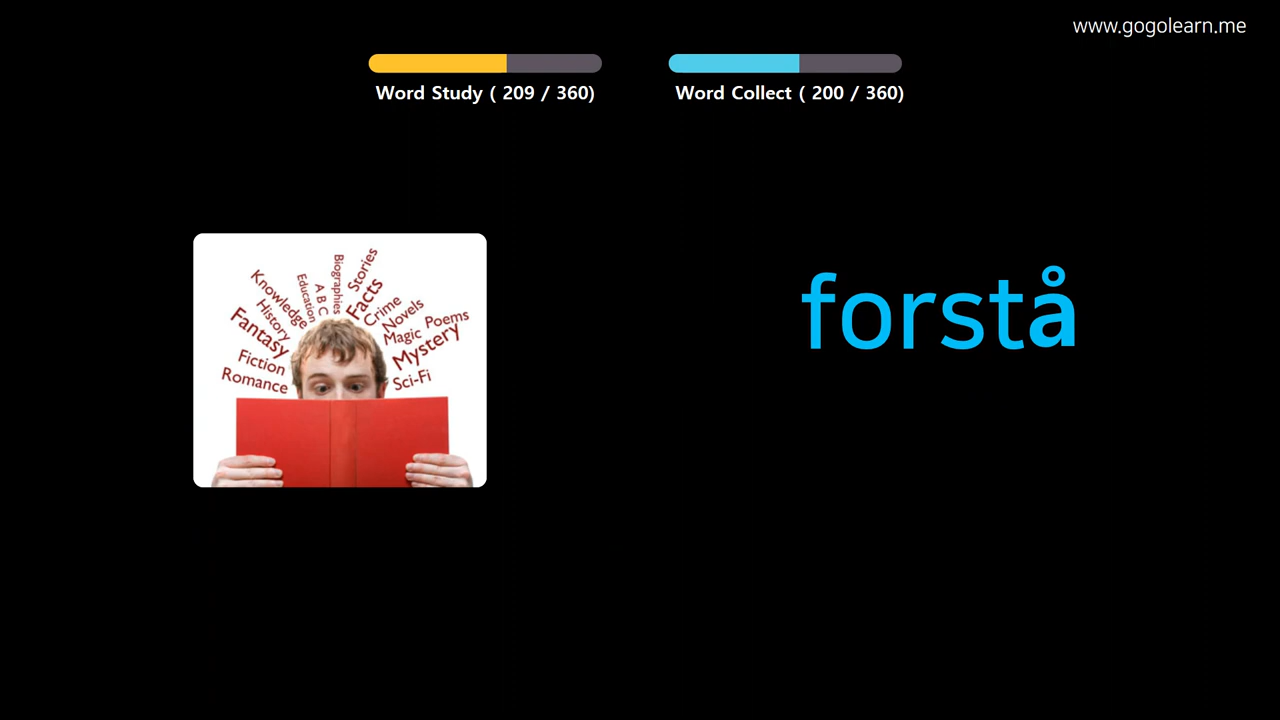 www.gogolearn.me
Word Study ( 209 / 360)
Word Collect ( 200 / 360)
forstå
Knowledge
History
Fantasy
Fiction
Romance
Education
A B C
Biographies
Stories
Facts
Crime
Novels
Magic
Poems
Mystery
Sci-Fi